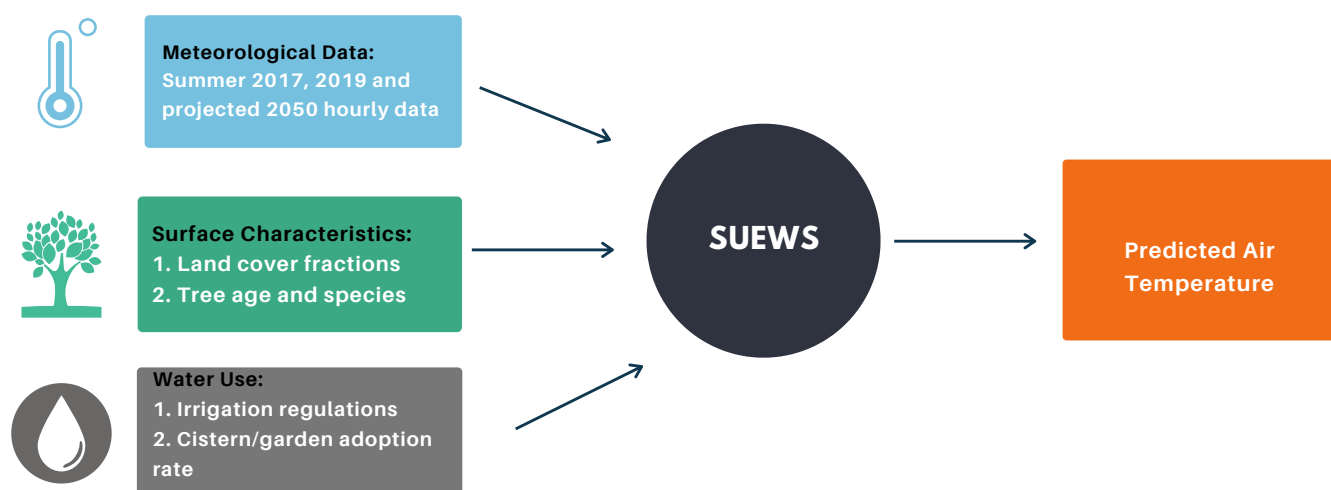 Meteorological Data:
Summer 2017, 2019 and
projected 2050 hourly data
Surface Characteristics:
1. Land cover fractions
2. Tree age and species
Water Use:
1. Irrigation regulations
2. Cistern/garden adoption
rate
SUEWS
Predicted Air
Temperature